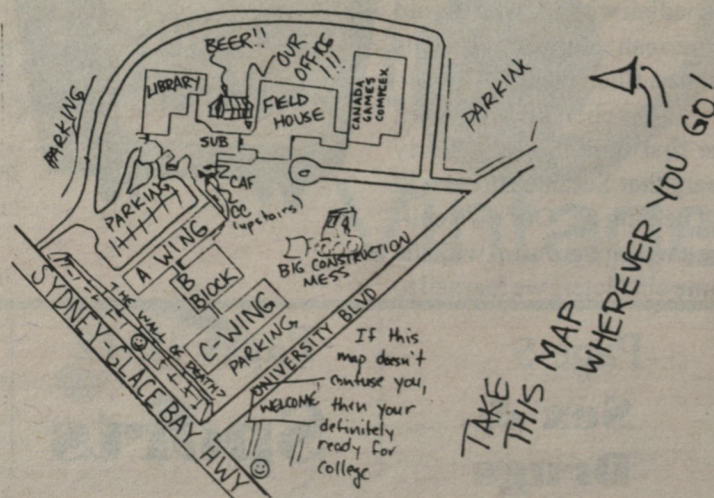 BEER!!
OUR
OFFICE
!!!
LIBRARY
FIELD
HOUSE
CANADA
GAMES
COMPLEX
PARKING
PARKING
SUB
CAF
CC
(upstairs)
PARKING
A WING
B
BLOCK
C-WING
PARKING
BIG CONSTRUCTION
MESS
UNIVERSITY BLVD
THE WALL OF DEATH?
SYDNEY-GLACE BAY HWY
WELCOME
If this
map doesn't
confuse you,
then your
definitely
ready for
college
TAKE
THIS MAP
WHEREVER YOU GO!